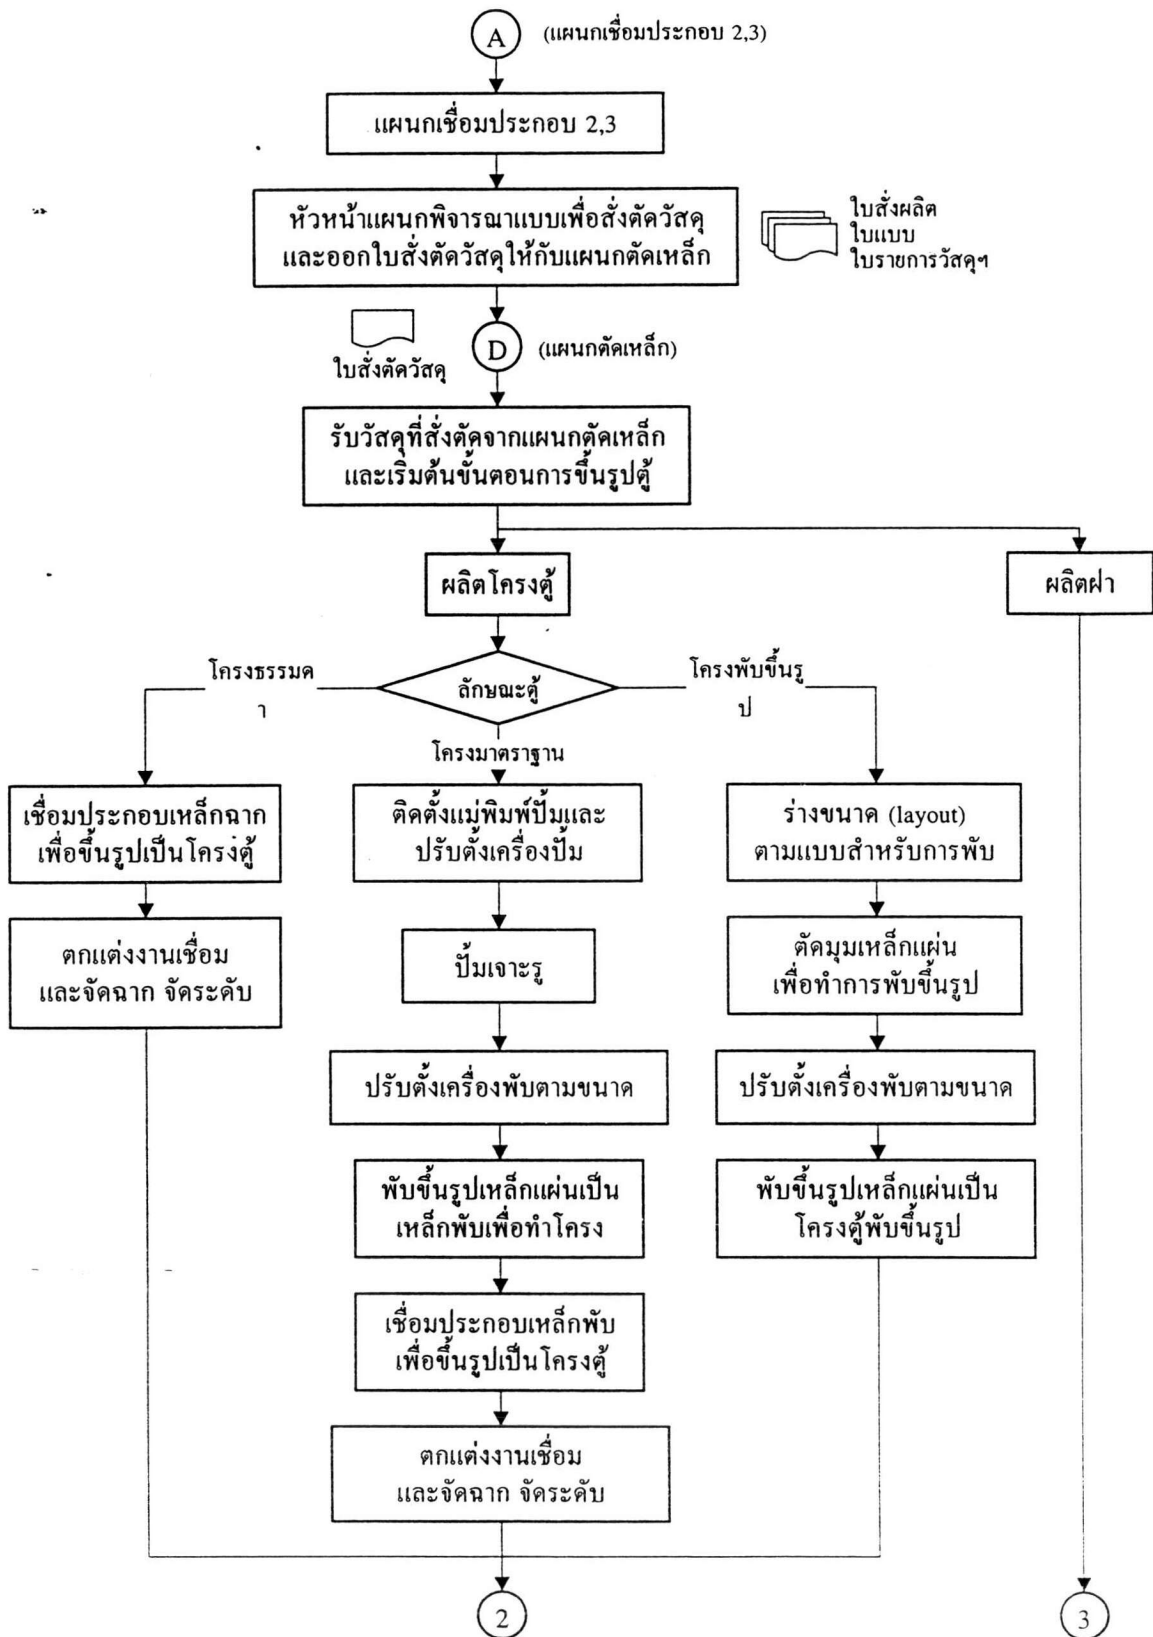 A (แผนกเชื่อมประกอบ 2,3)
แผนกเชื่อมประกอบ 2,3
หัวหน้าแผนกพิจารณาแบบเพื่อสั่งตัดวัสดุ
และออกใบสั่งตัดวัสดุให้กับแผนกตัดเหล็ก
ใบสั่งผลิต
ใบแบบ
ใบรายการวัสดุฯ
ใบสั่งตัดวัสดุ
D (แผนกตัดเหล็ก)
รับวัสดุที่สั่งตัดจากแผนกตัดเหล็ก
และเริ่มต้นขั้นตอนการขึ้นรูปตู้
ผลิตโครงตู้
ผลิตฝา
ลักษณะตู้
โครงธรรมด
า
โครงมาตราฐาน
โครงพับขึ้นรู
ป
เชื่อมประกอบเหล็กฉาก
เพื่อขึ้นรูปเป็นโครงตู้
ตกแต่งงานเชื่อม
และจัดฉาก จัดระดับ
ติดตั้งแม่พิมพ์ปั้มและ
ปรับตั้งเครื่องปั้ม
ปั้มเจาะรู
ปรับตั้งเครื่องพับตามขนาด
พับขึ้นรูปเหล็กแผ่นเป็น
เหล็กพับเพื่อทำโครง
เชื่อมประกอบเหล็กพับ
เพื่อขึ้นรูปเป็นโครงตู้
ตกแต่งงานเชื่อม
และจัดฉาก จัดระดับ
ร่างขนาด (layout)
ตามแบบสำหรับการพับ
ตัดมุมเหล็กแผ่น
เพื่อทำการพับขึ้นรูป
ปรับตั้งเครื่องพับตามขนาด
พับขึ้นรูปเหล็กแผ่นเป็น
โครงตู้พับขึ้นรูป
2
3